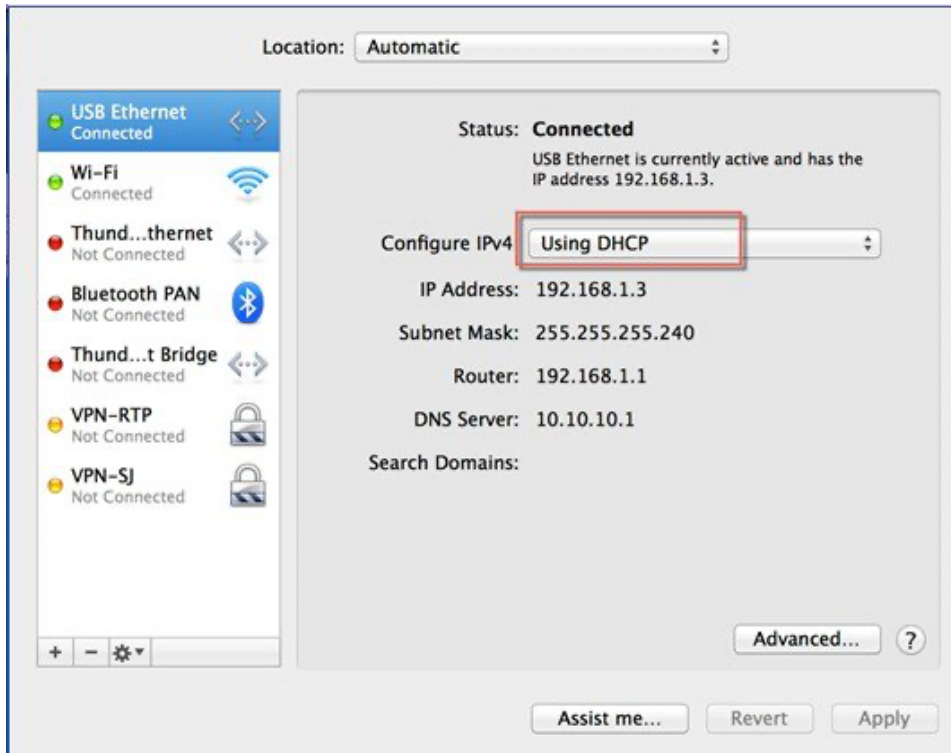 Location: Automatic
USB Ethernet
Connected
Wi-Fi
Connected
Thund...thernet
Not Connected
Bluetooth PAN
Not Connected
Thund...t Bridge
Not Connected
VPN-RTP
Not Connected
VPN-SJ
Not Connected
Status: Connected
USB Ethernet is currently active and has the
IP address 192.168.1.3.
Configure IPv4 Using DHCP
IP Address: 192.168.1.3
Subnet Mask: 255.255.255.240
Router: 192.168.1.1
DNS Server: 10.10.10.1
Search Domains:
Advanced... ?
Assist me... Revert Apply